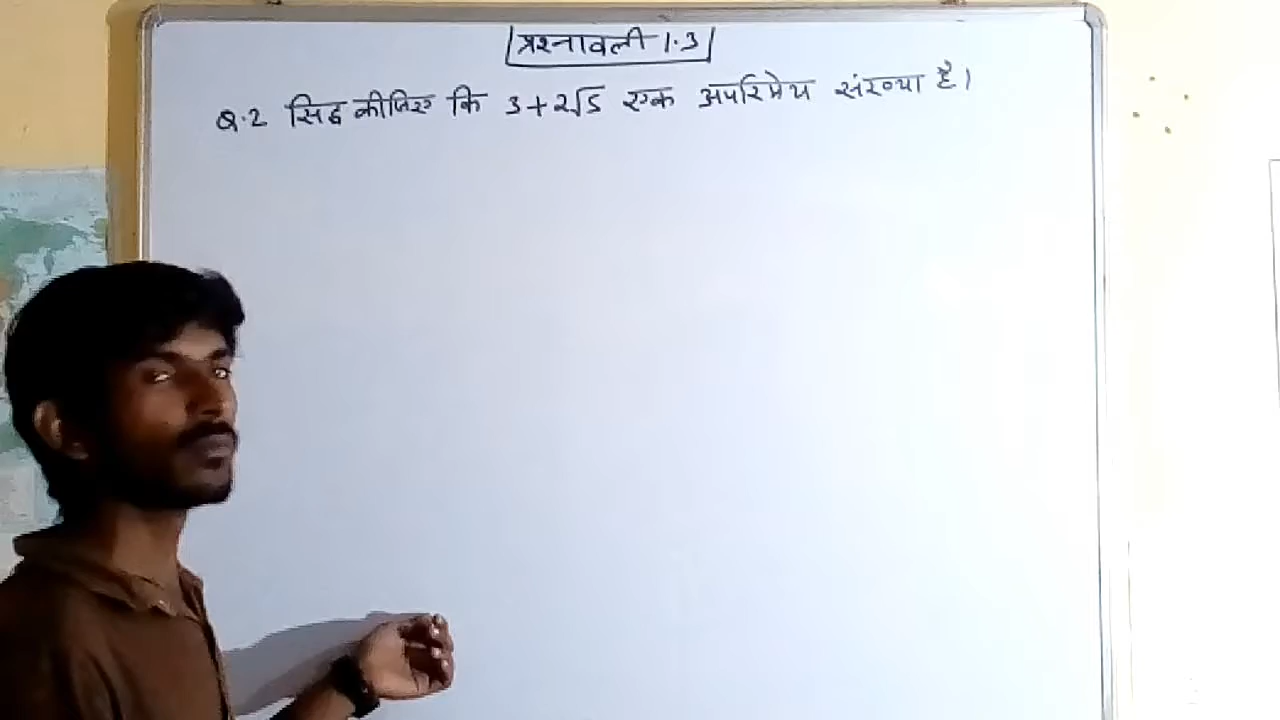 प्रश्नावली 1.3
Q.2 सिद्ध कीजिए कि 3+2√5 एक अपरिमेय संख्या है।